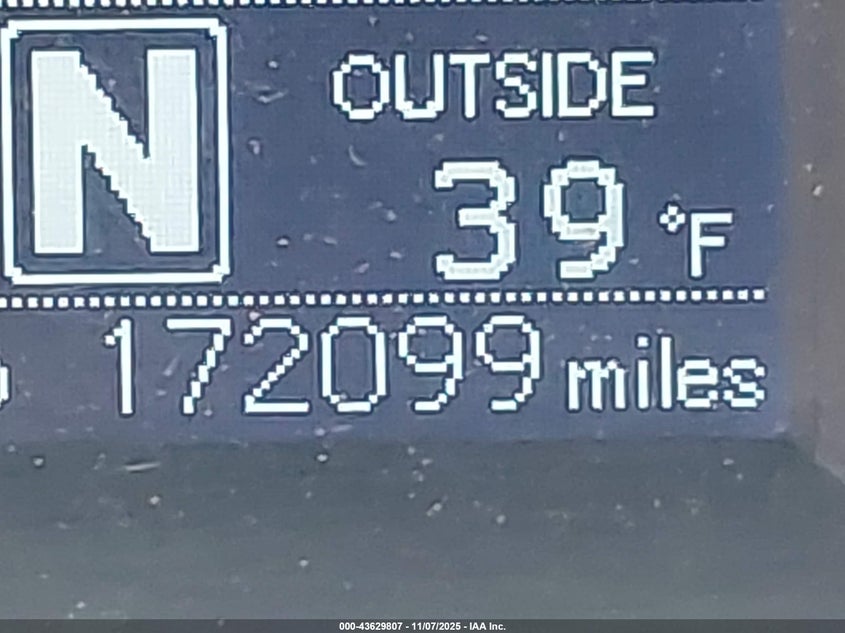 N
OUTSIDE
39 °F
172099 miles
000-43629807 - 11/07/2025 - IAA Inc.